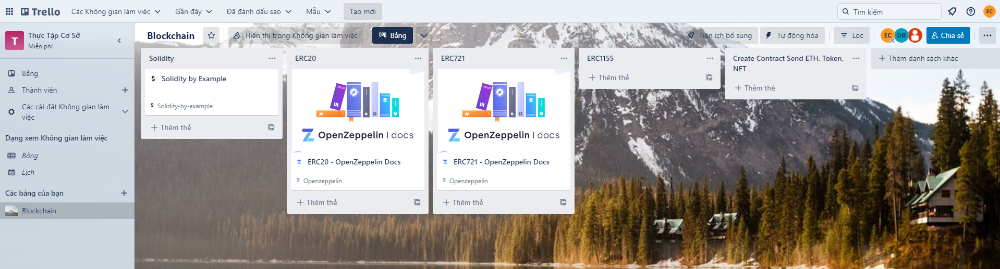 Trello
Các Không gian làm việc
Gần đây
Đã đánh dấu sao
Mẫu
Tạo mới
Tìm kiếm
EC
T
Thực Tập Cơ Sở
Miễn phí
Blockchain
Hiển thị trong Không gian làm việc
Bảng
Tiện ích bổ sung
Tự động hóa
Lọc
EC
DB
Chia sẻ
Bảng
Thành viên
Các cài đặt Không gian làm
việc
Dạng xem Không gian làm việc
Bảng
Lịch
Các bảng của bạn
Blockchain
Solidity
Solidity by Example
Solidity-by-example
Thêm thẻ
ERC20
OpenZeppelin | docs
ERC20 - OpenZeppelin Docs
Openzeppelin
Thêm thẻ
ERC721
OpenZeppelin | docs
ERC721 - OpenZeppelin Docs
Openzeppelin
Thêm thẻ
ERC1155
Thêm thẻ
Create Contract Send ETH, Token,
NFT
Thêm thẻ
Thêm danh sách khác